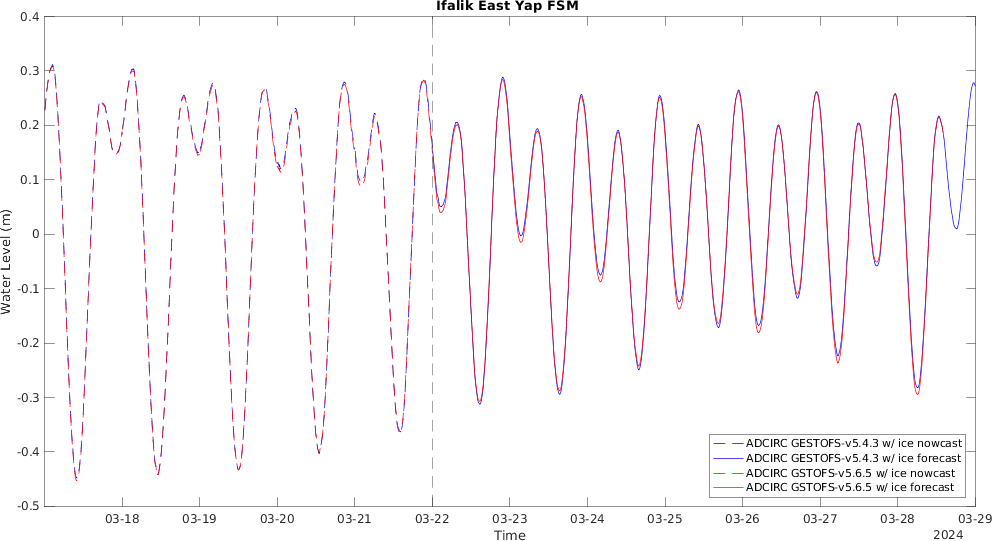 Ifalik East Yap FSM
0.4
0.3
0.2
0.1
0
-0.1
-0.2
-0.3
-0.4
-0.5
Water Level (m)
ADCIRC GESTOFS-v5.4.3 w/ ice nowcast
ADCIRC GESTOFS-v5.4.3 w/ ice forecast
ADCIRC GSTOFS-v5.6.5 w/ ice nowcast
ADCIRC GSTOFS-v5.6.5 w/ ice forecast
03-18 03-19 03-20 03-21 03-22 03-23 03-24 03-25 03-26 03-27 03-28 03-29
Time
2024